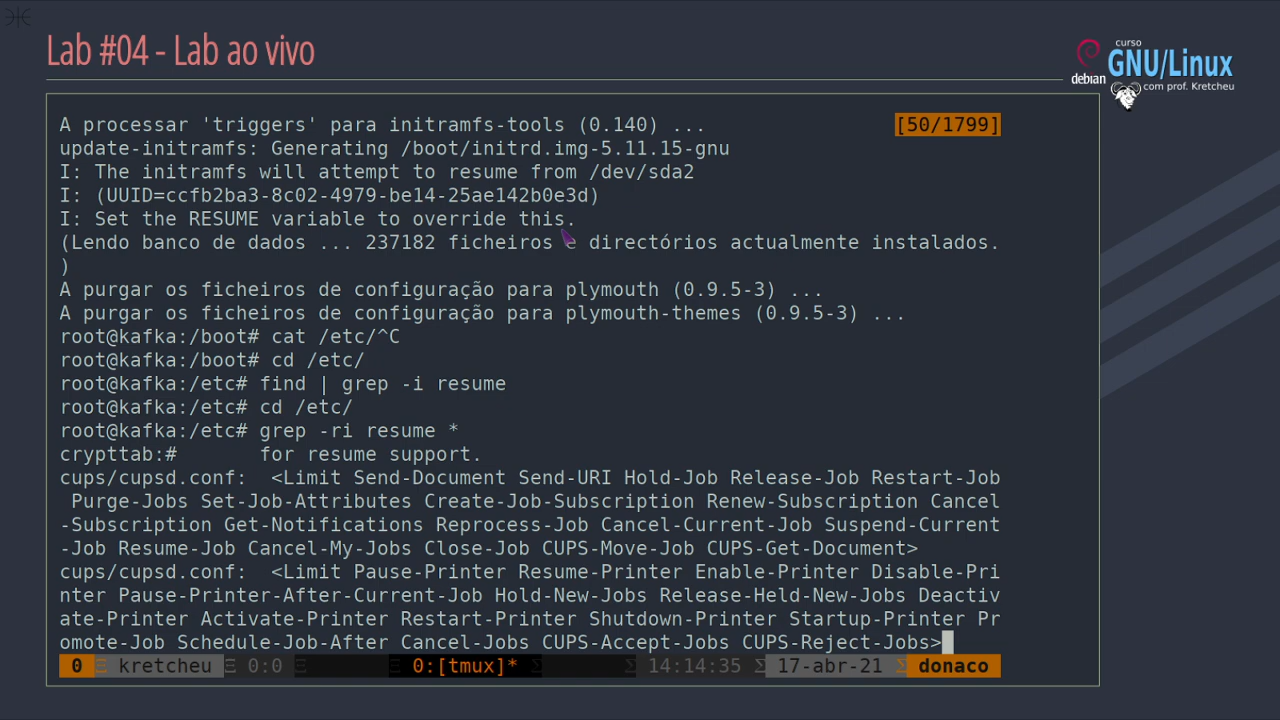 Lab #04 - Lab ao vivo
curso
GNU/Linux
debian
com prof. Kretcheu
A processar 'triggers' para initramfs-tools (0.140) ...
[50/1799]
update-initramfs: Generating /boot/initrd.img-5.11.15-gnu
I: The initramfs will attempt to resume from /dev/sda2
I: (UUID=ccfb2ba3-8c02-4979-be14-25ae142b0e3d)
I: Set the RESUME variable to override this.
(Lendo banco de dados ... 237182 ficheiros e directórios actualmente instalados.
)
A purgar os ficheiros de configuração para plymouth (0.9.5-3) ...
A purgar os ficheiros de configuração para plymouth-themes (0.9.5-3) ...
root@kafka:/boot# cat /etc/^C
root@kafka:/boot# cd /etc/
root@kafka:/etc# find | grep -i resume
root@kafka:/etc# cd /etc/
root@kafka:/etc# grep -ri resume *
crypttab:#       for resume support.
cups/cupsd.conf:  <Limit Send-Document Send-URI Hold-Job Release-Job Restart-Job
 Purge-Jobs Set-Job-Attributes Create-Job-Subscription Renew-Subscription Cancel
-Subscription Get-Notifications Reprocess-Job Cancel-Current-Job Suspend-Current
-Job Resume-Job Cancel-My-Jobs Close-Job CUPS-Move-Job CUPS-Get-Document>
cups/cupsd.conf:  <Limit Pause-Printer Resume-Printer Enable-Printer Disable-Pri
nter Pause-Printer-After-Current-Job Hold-New-Jobs Release-Held-New-Jobs Deactiv
ate-Printer Activate-Printer Restart-Printer Shutdown-Printer Startup-Printer Pr
omote-Job Schedule-Job-After Cancel-Jobs CUPS-Accept-Jobs CUPS-Reject-Jobs>
0 Ξ kretcheu Ξ 0:0 Ξ 0:[tmux]* Σ Σ 14:14:35 Σ 17-abr-21 Σ donaco